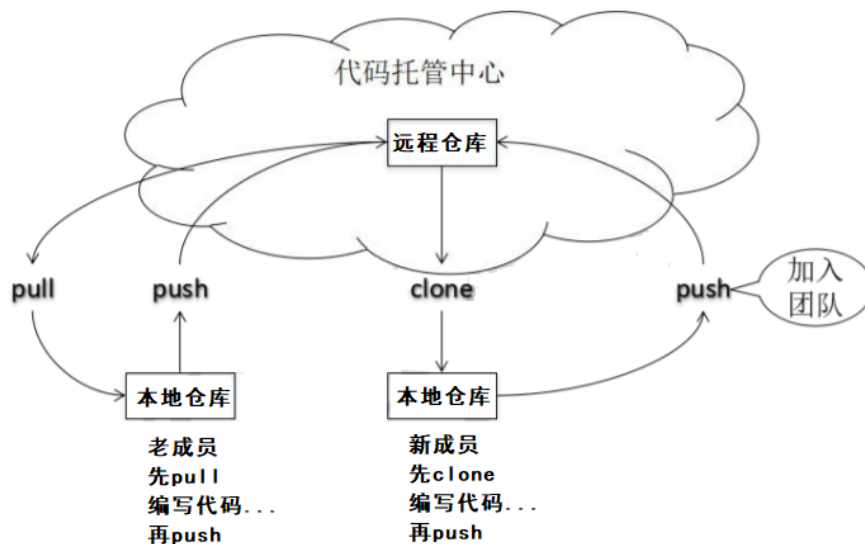 代码托管中心
远程仓库
pull
push
clone
push
加入
团队
本地仓库
本地仓库
老成员
先pull
编写代码...
再push
新成员
先clone
编写代码...
再push